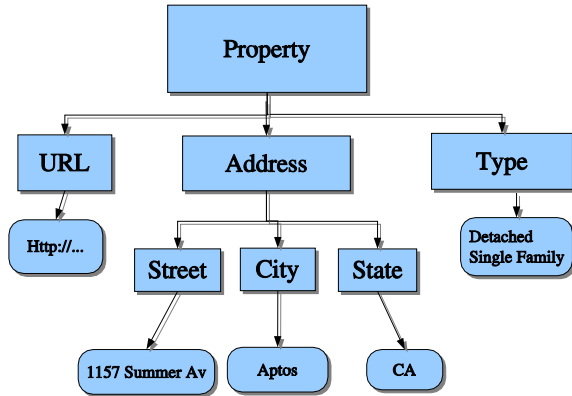 Property
URL
Address
Type
Http://...
Detached
Single Family
Street
City
State
1157 Summer Av
Aptos
CA